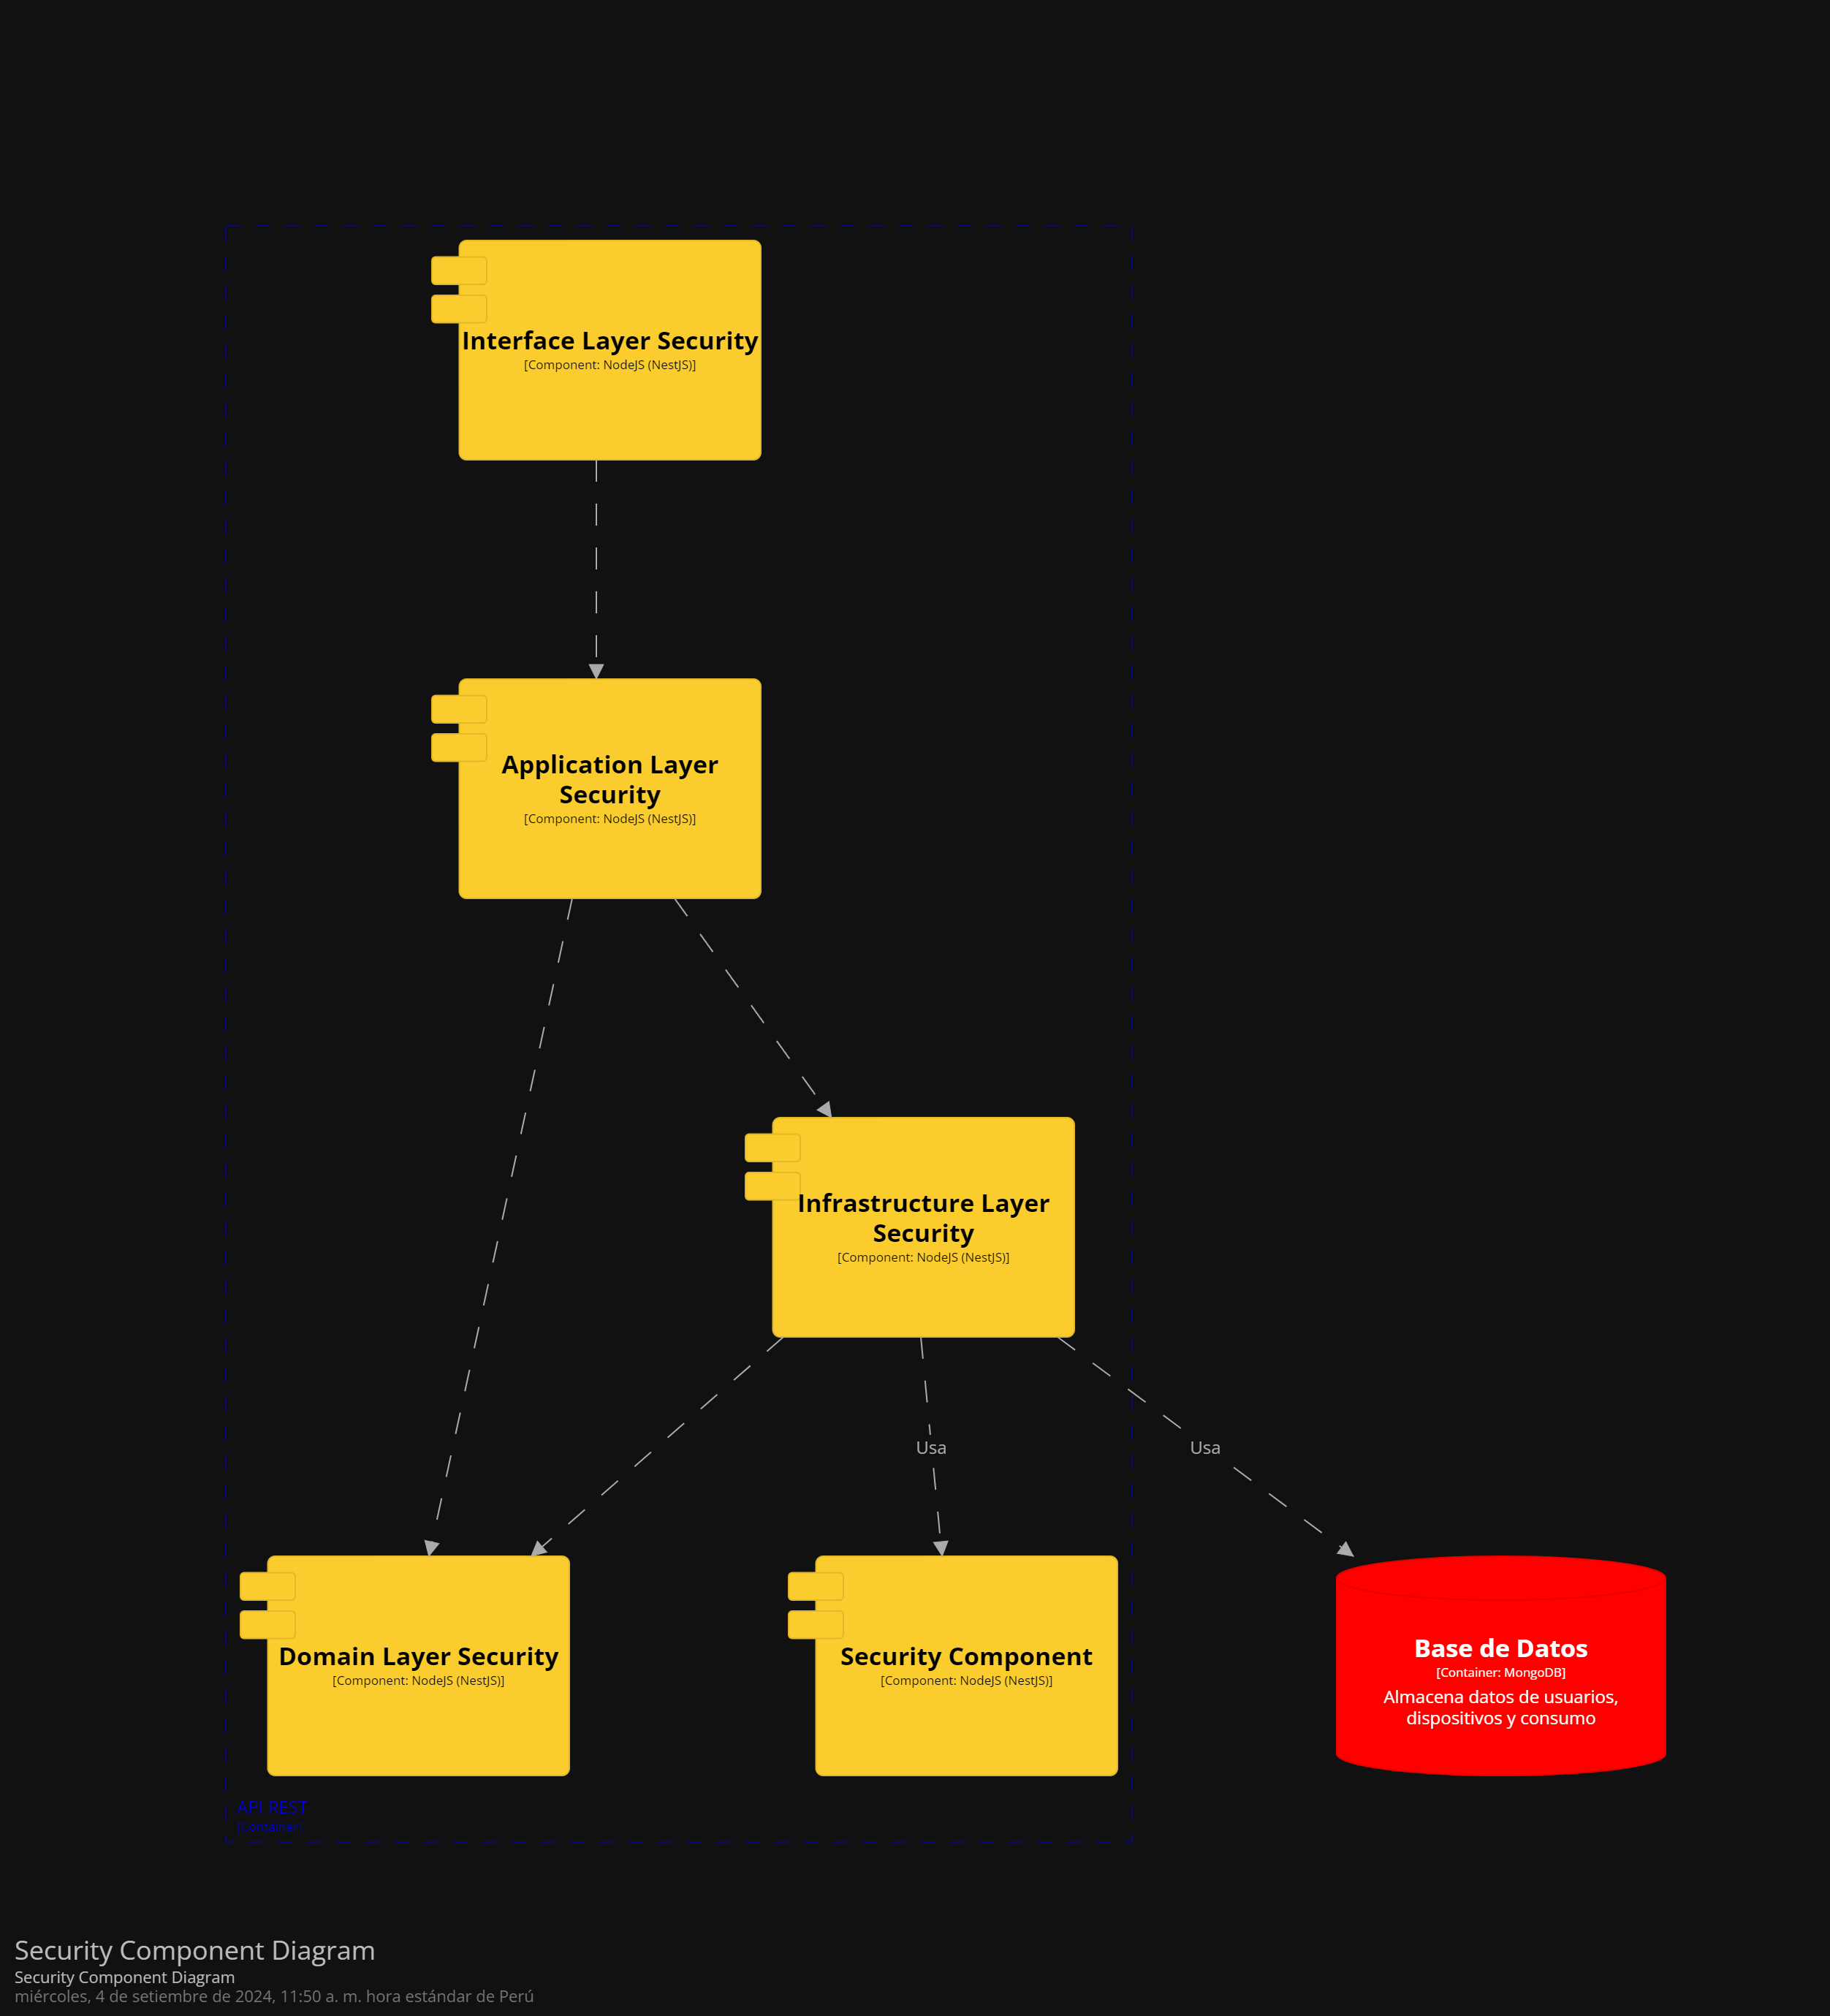 Interface Layer Security
[Component: NodeJS (NestJS)]
Application Layer
Security
[Component: NodeJS (NestJS)]
Infrastructure Layer
Security
[Component: NodeJS (NestJS)]
Usa
Usa
Domain Layer Security
[Component: NodeJS (NestJS)]
Security Component
[Component: NodeJS (NestJS)]
Base de Datos
[Container: MongoDB]
Almacena datos de usuarios,
dispositivos y consumo
API REST
[Container]
Security Component Diagram
Security Component Diagram
miércoles, 4 de setiembre de 2024, 11:50 a. m. hora estándar de Perú